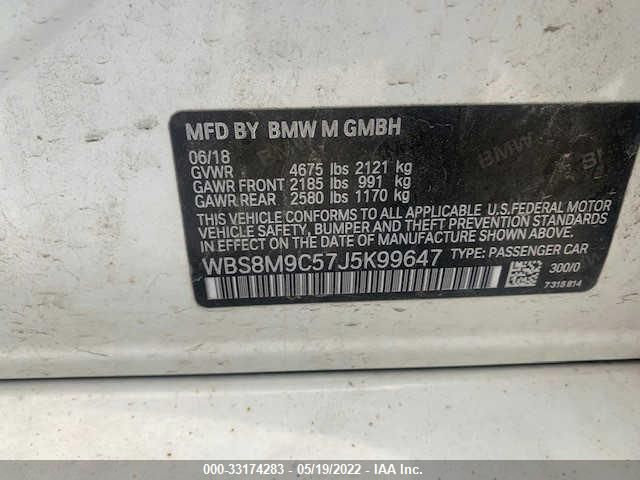 MFD BY BMW M GMBH
06/18
GVWR 4675 lbs 2121 kg
GAWR FRONT 2185 lbs 991 kg
GAWR REAR 2580 lbs 1170 kg
THIS VEHICLE CONFORMS TO ALL APPLICABLE U.S.FEDERAL MOTOR
VEHICLE SAFETY, BUMPER, AND THEFT PREVENTION STANDARDS
IN EFFECT ON THE DATE OF MANUFACTURE SHOWN ABOVE.
WBS8M9C57J5K99647 TYPE: PASSENGER CAR
300/0
7315814
000-33174283 - 05/19/2022 - IAA Inc.